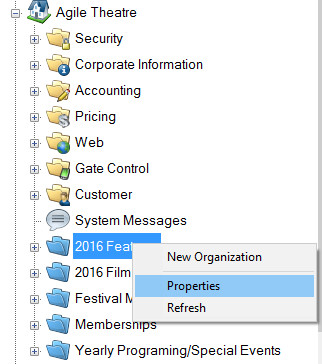 Agile Theatre
Security
Corporate Information
Accounting
Pricing
Web
Gate Control
Customer
System Messages
2016
New Organization
2016 Film
Properties
Festival
Refresh
Memberships
Yearly Programing/Special Events